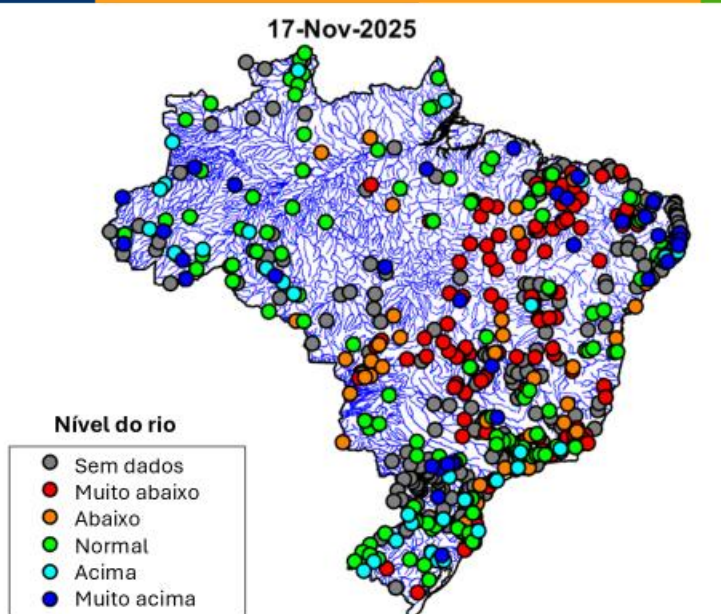 17-Nov-2025
Nível do rio
Sem dados
Muito abaixo
Abaixo
Normal
Acima
Muito acima